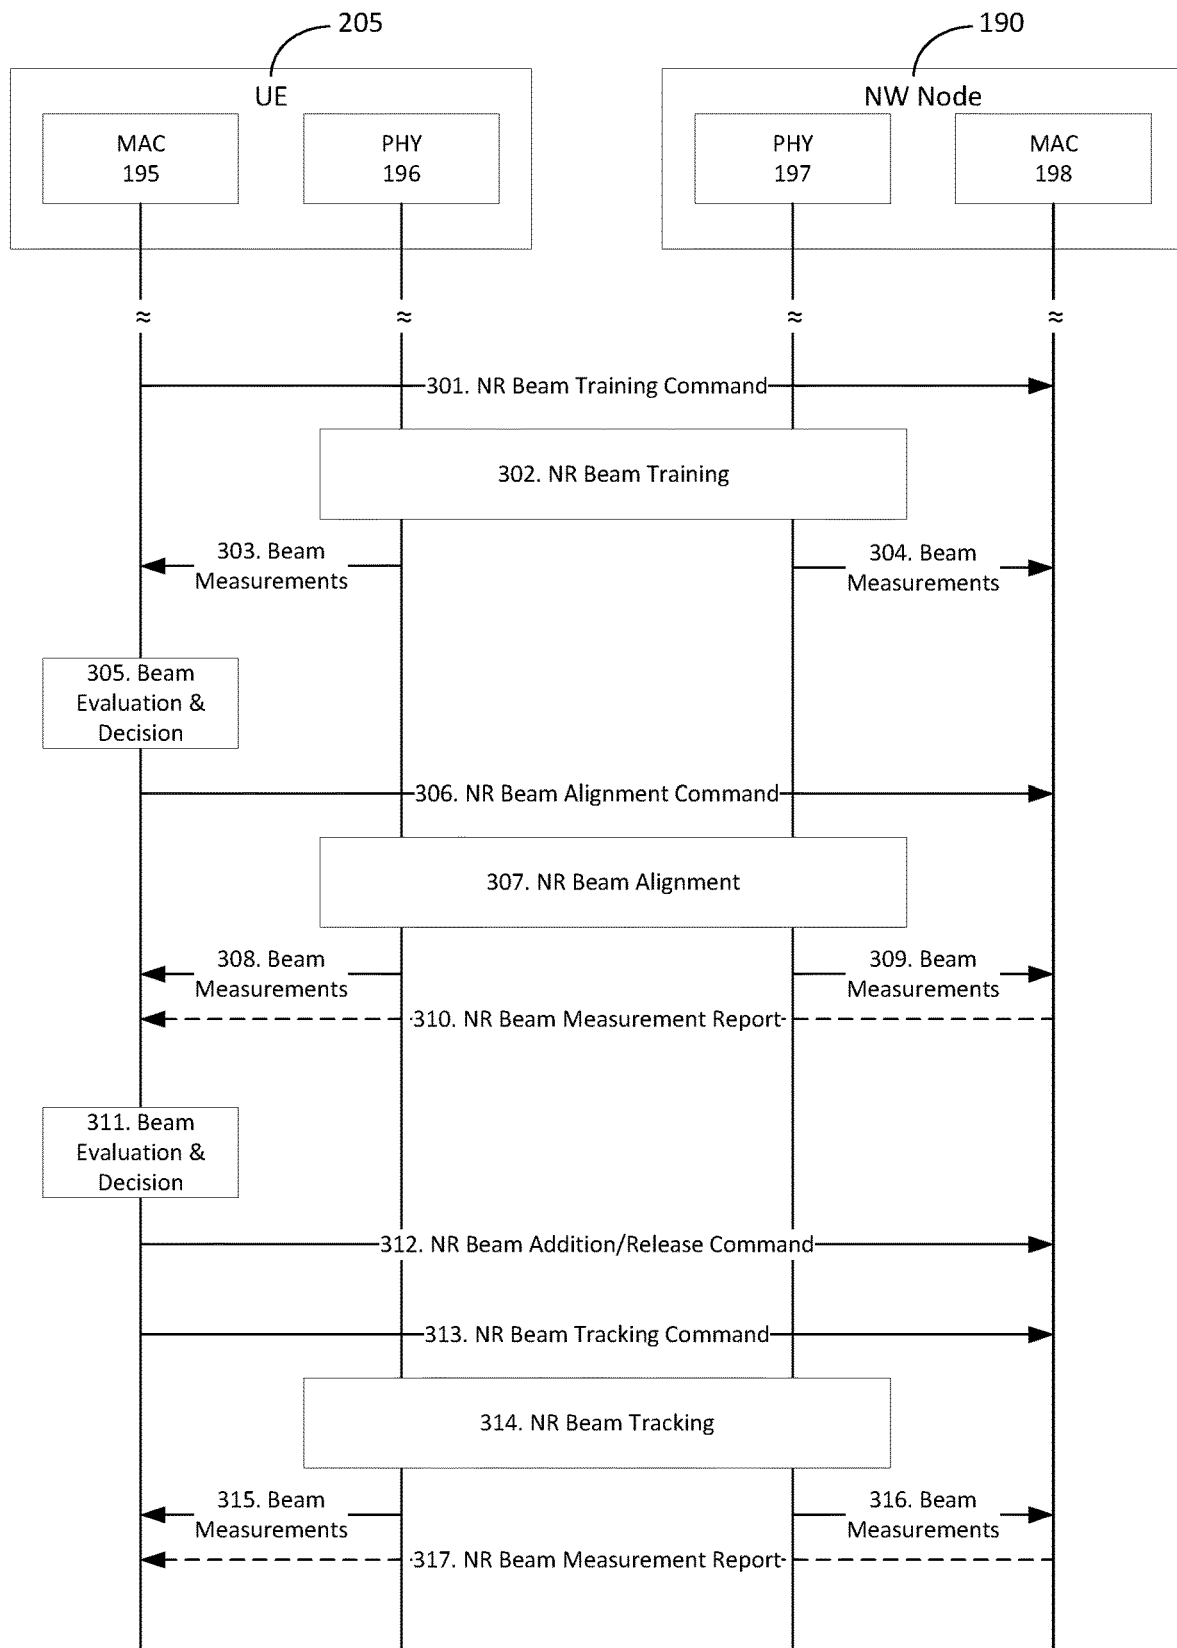 205
190
UE
NW Node
MAC
195
PHY
196
PHY
197
MAC
198
≈
≈
≈
≈
301. NR Beam Training Command
302. NR Beam Training
303. Beam
Measurements
304. Beam
Measurements
305. Beam
Evaluation &
Decision
306. NR Beam Alignment Command
307. NR Beam Alignment
308. Beam
Measurements
309. Beam
Measurements
310. NR Beam Measurement Report
311. Beam
Evaluation &
Decision
312. NR Beam Addition/Release Command
313. NR Beam Tracking Command
314. NR Beam Tracking
315. Beam
Measurements
316. Beam
Measurements
317. NR Beam Measurement Report